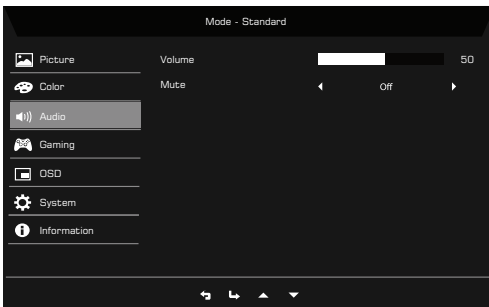 Mode - Standard
Picture
Volume 50
Color
Mute Off
Audio
Gaming
OSD
System
Information